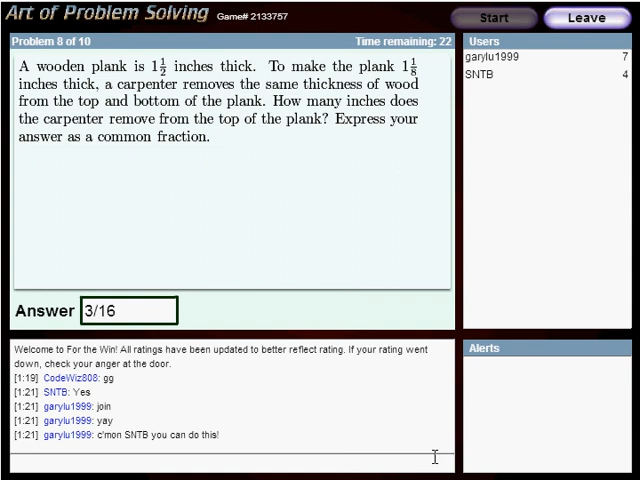 Art of Problem Solving Game# 2133757
Start
Leave
Problem 8 of 10
Time remaining: 22
A wooden plank is 1 1/2 inches thick. To make the plank 1 1/8
inches thick, a carpenter removes the same thickness of wood
from the top and bottom of the plank. How many inches does
the carpenter remove from the top of the plank? Express your
answer as a common fraction.
Answer 3/16
Users
garylu1999 7
SNTB 4
Welcome to For the Win! All ratings have been updated to better reflect rating. If your rating went
down, check your anger at the door.
[1:19] CodeWiz808: gg
[1:21] SNTB: Yes
[1:21] garylu1999: join
[1:21] garylu1999: yay
[1:21] garylu1999: c'mon SNTB you can do this!
Alerts